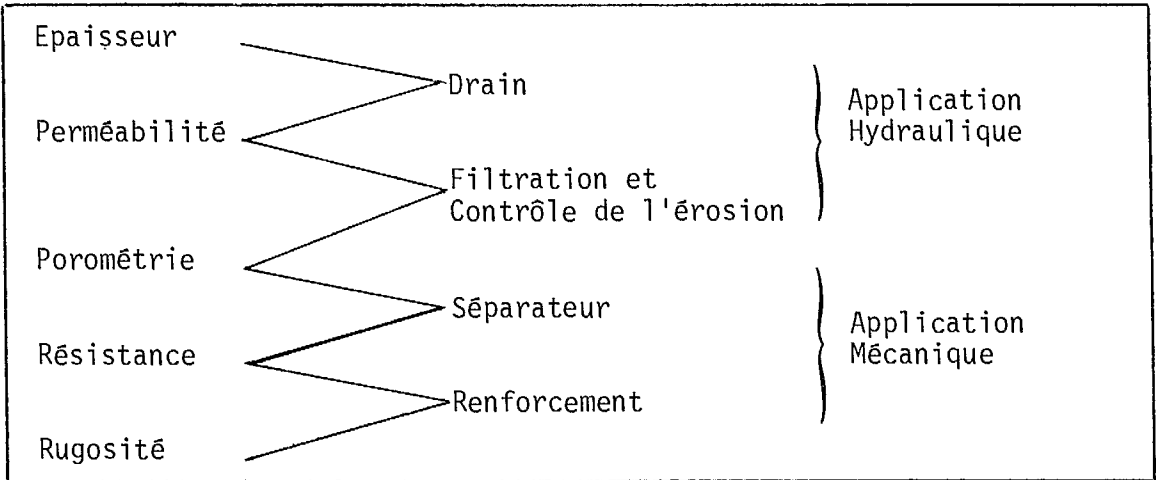 Epaisseur
Drain
Application
Hydraulique
Perméabilité
Filtration et
Contrôle de l'érosion
Porométrie
Séparateur
Application
Mécanique
Résistance
Renforcement
Rugosité